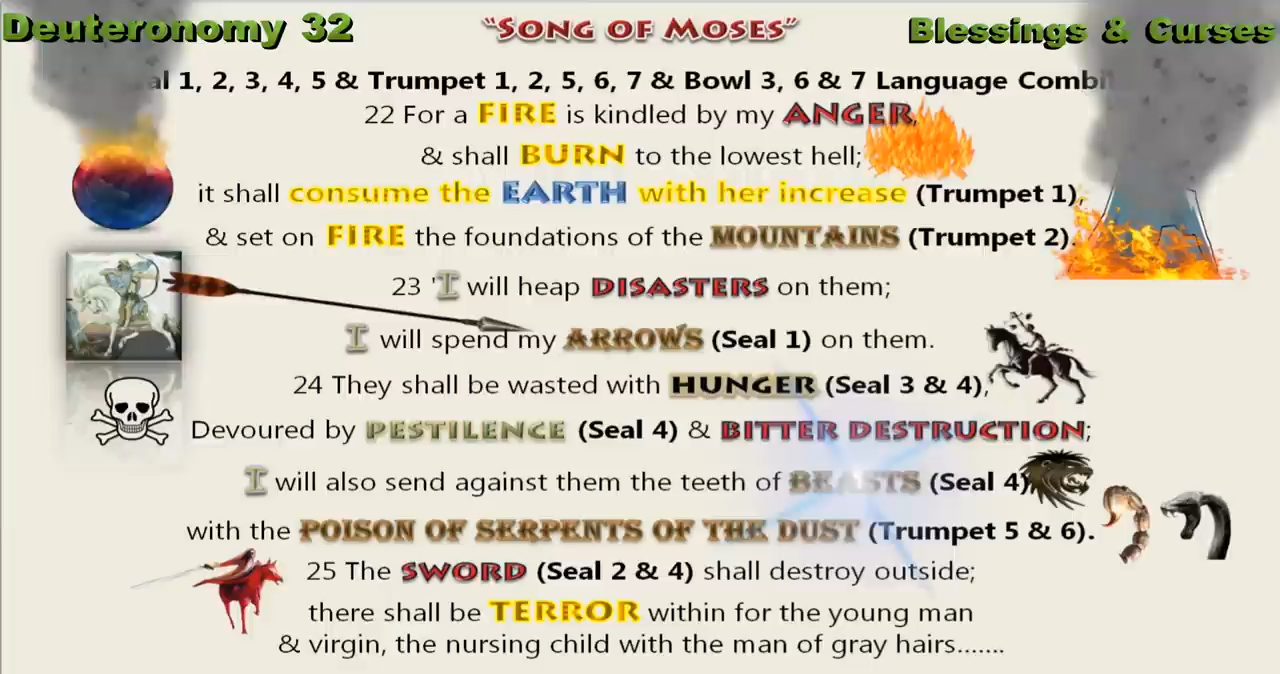 Deuteronomy 32 "Song of Moses" Blessings & Curses
1, 2, 3, 4, 5 & Trumpet 1, 2, 5, 6, 7 & Bowl 3, 6 & 7 Language
22 For a FIRE is kindled by my ANGER,
& shall BURN to the lowest hell;
it shall consume the EARTH with her increase (Trumpet 1),
& set on FIRE the foundations of the MOUNTAINS (Trumpet 2).
23 'I will heap DISASTERS on them;
I will spend my ARROWS (Seal 1) on them.
24 They shall be wasted with HUNGER (Seal 3 & 4),
Devoured by PESTILENCE (Seal 4) & BITTER DESTRUCTION;
I will also send against them the teeth of BEASTS (Seal 4)
with the POISON OF SERPENTS OF THE DUST (Trumpet 5 & 6).
25 The SWORD (Seal 2 & 4) shall destroy outside;
there shall be TERROR within for the young man
& virgin, the nursing child with the man of gray hairs.......